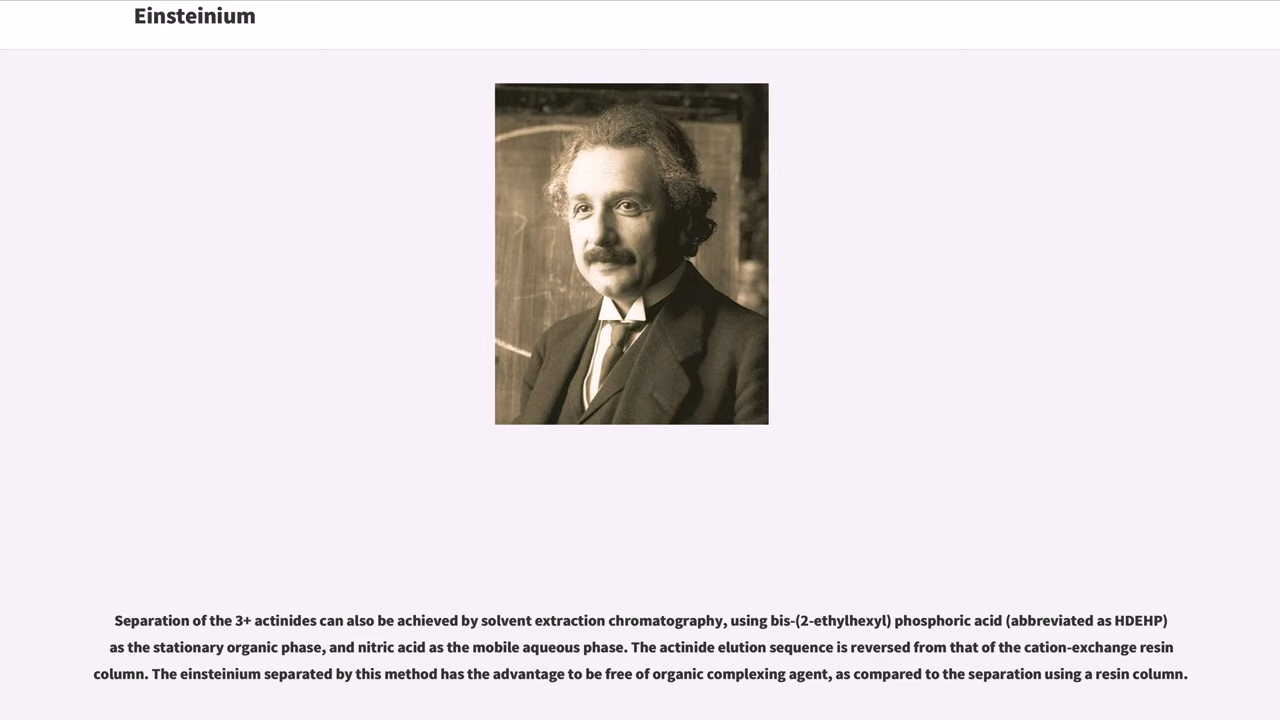 Einsteinium
Separation of the 3+ actinides can also be achieved by solvent extraction chromatography, using bis-(2-ethylhexyl) phosphoric acid (abbreviated as HDEHP)
as the stationary organic phase, and nitric acid as the mobile aqueous phase. The actinide elution sequence is reversed from that of the cation-exchange resin
column. The einsteinium separated by this method has the advantage to be free of organic complexing agent, as compared to the separation using a resin column.